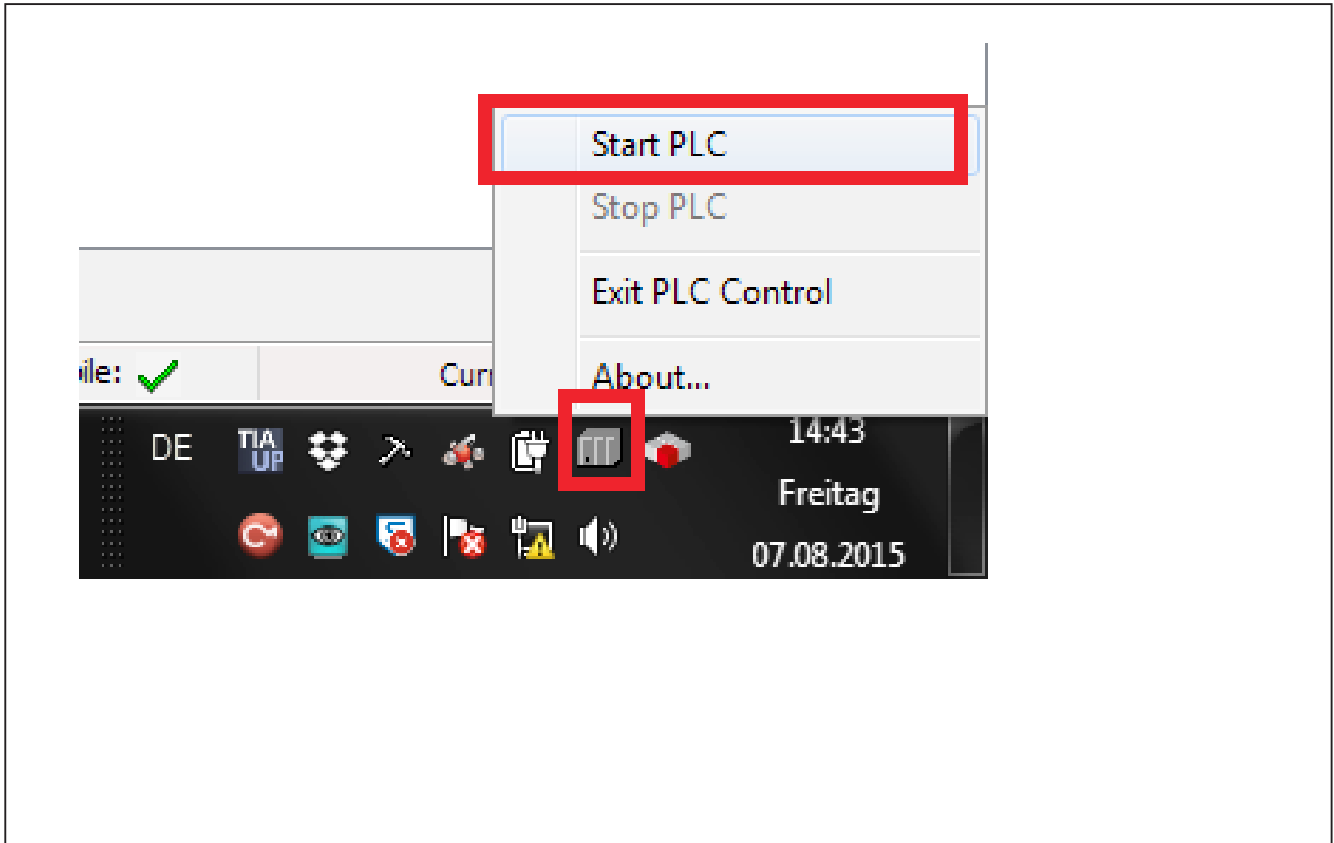 Start PLC
Stop PLC
Exit PLC Control
ile: Curr
About...
DE TIA UP 14:43
Freitag
07.08.2015